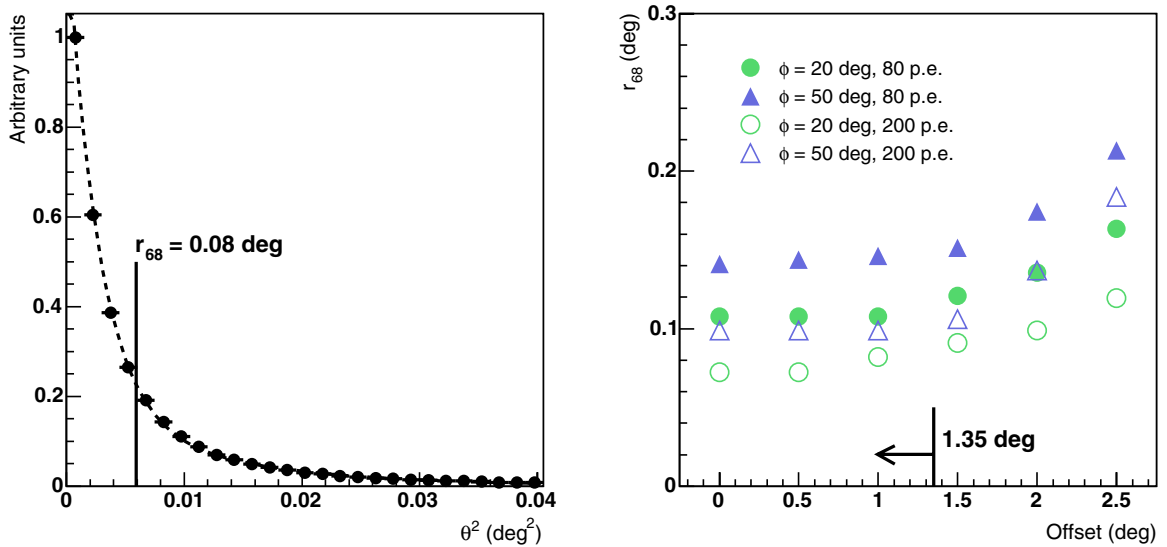 Arbitrary units
1
0.8
0.6
0.4
0.2
0
r68 = 0.08 deg
0 0.01 0.02 0.03 0.04
θ² (deg²)
r68 (deg)
0.3
0.2
0.1
0
ϕ = 20 deg, 80 p.e.
ϕ = 50 deg, 80 p.e.
ϕ = 20 deg, 200 p.e.
ϕ = 50 deg, 200 p.e.
1.35 deg
0 0.5 1 1.5 2 2.5
Offset (deg)